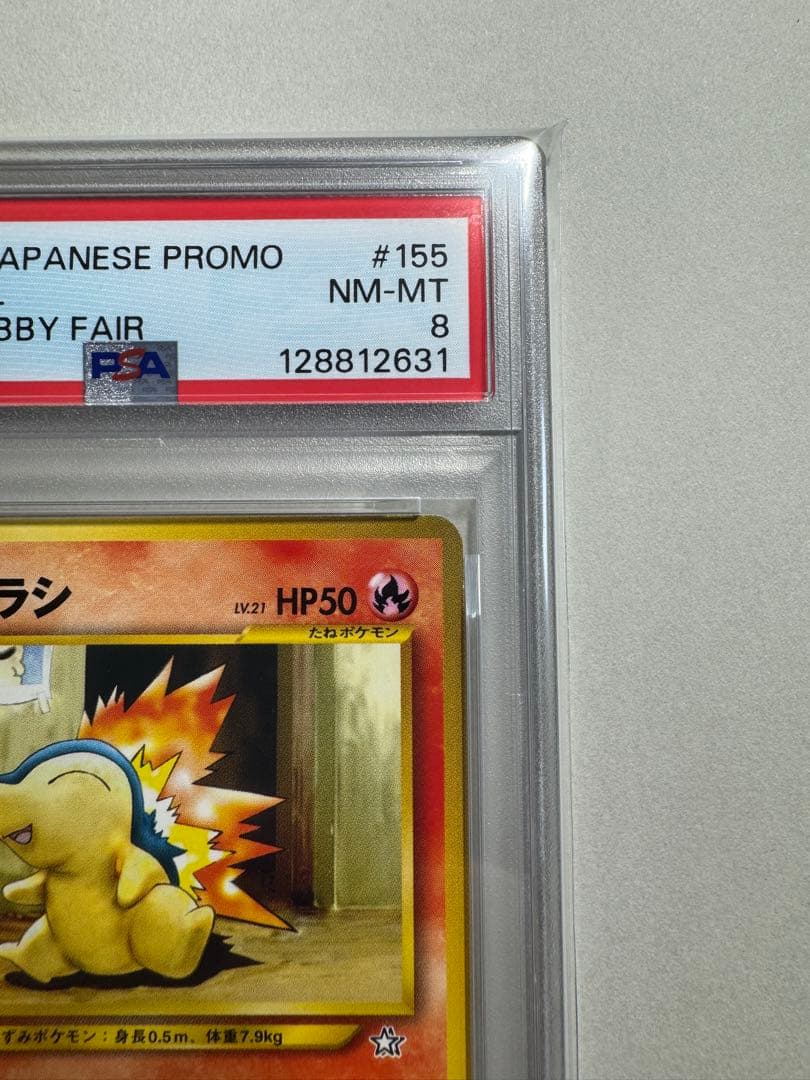 APANESE PROMO #155
NM-MT
BBY FAIR 8
PSA 128812631
ラシ LV.21 HP50
たねポケモン
ずみポケモン：身長0.5m、体重7.9kg